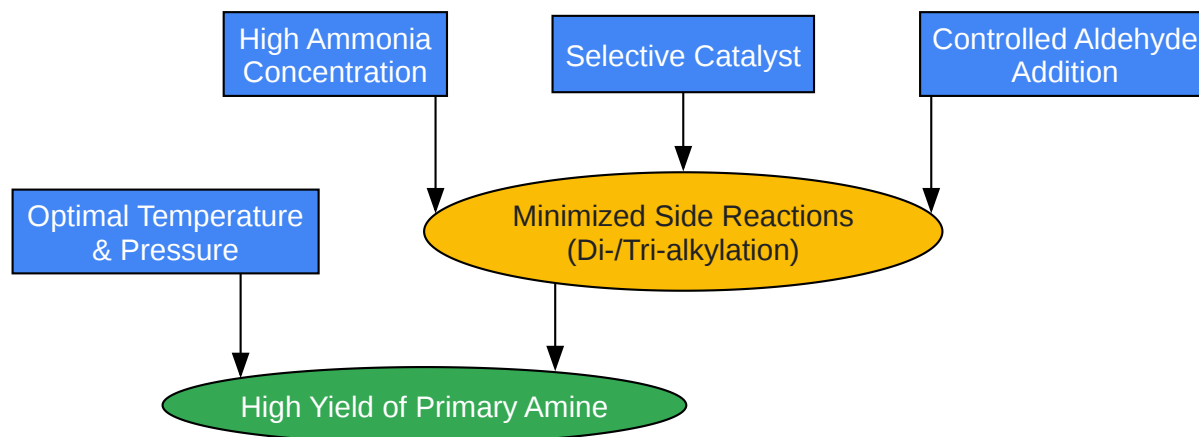 High Ammonia
Concentration
Selective Catalyst
Controlled Aldehyde
Addition
Optimal Temperature
& Pressure
Minimized Side Reactions
(Di-/Tri-alkylation)
High Yield of Primary Amine